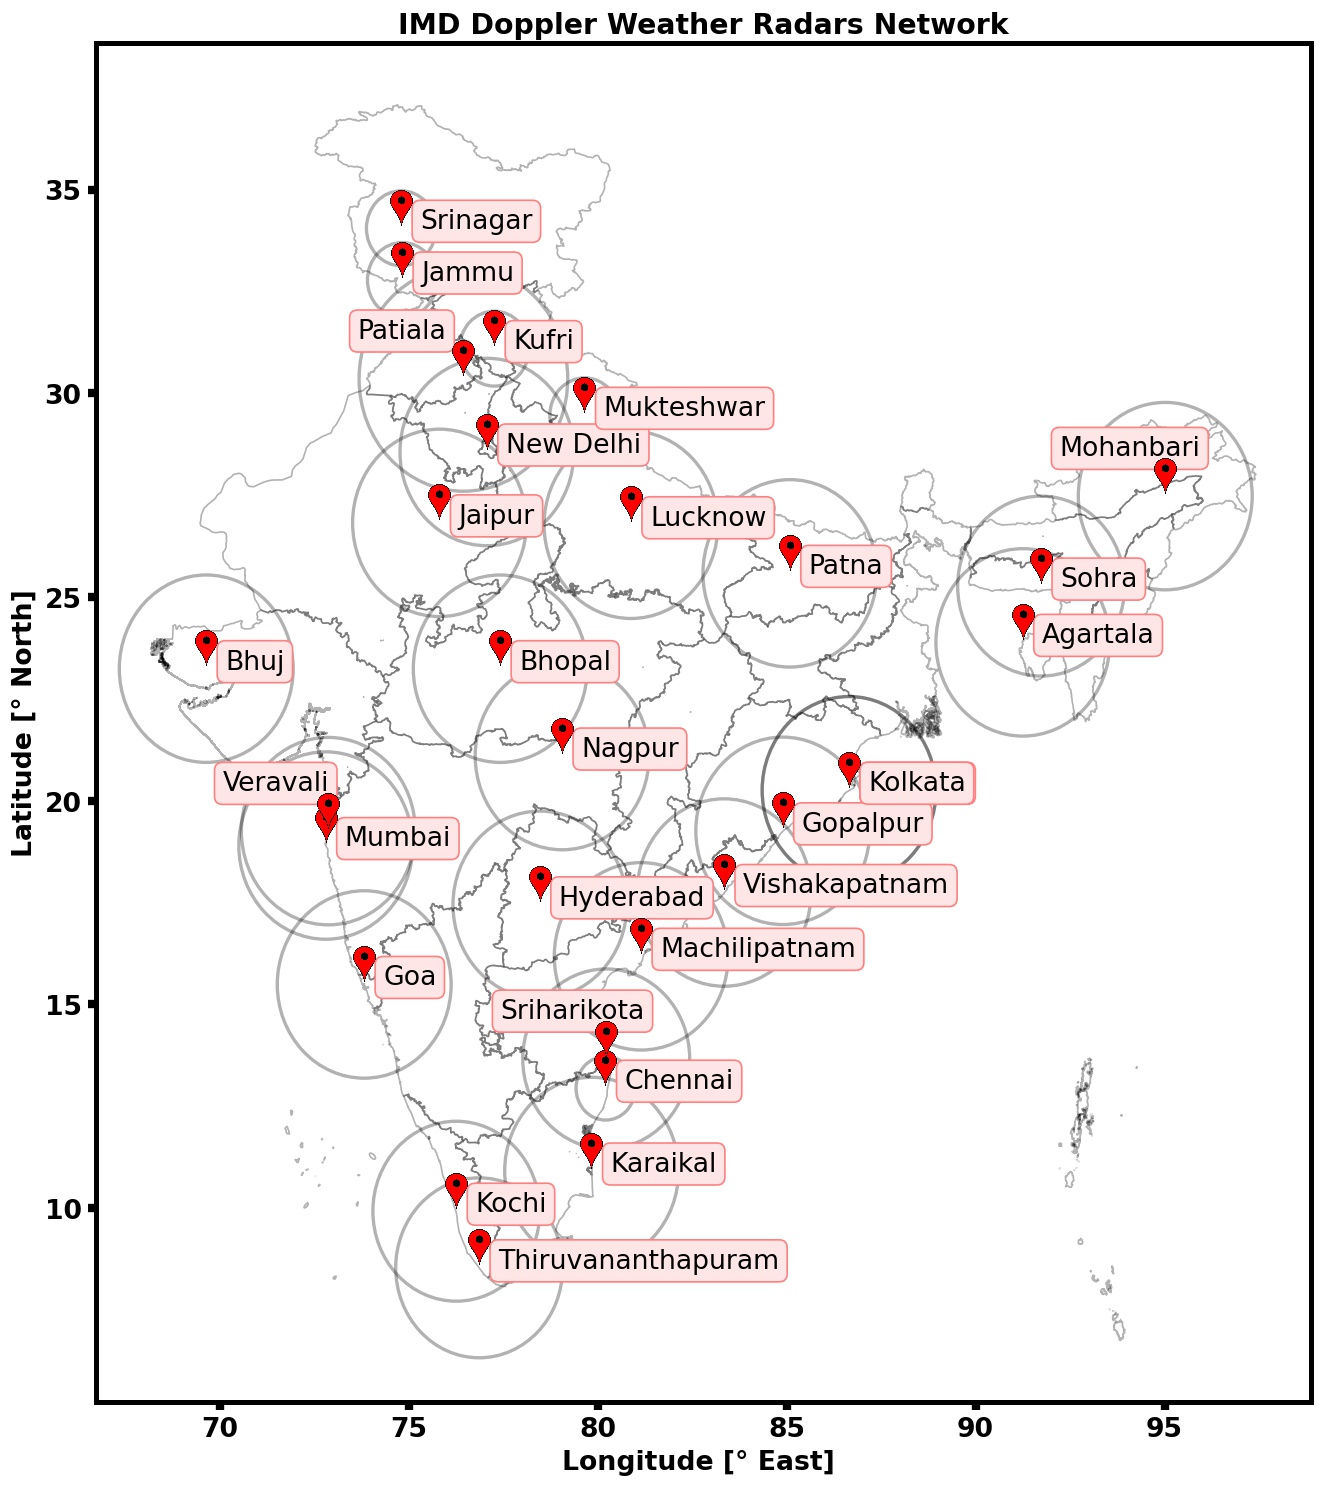 IMD Doppler Weather Radars Network
Latitude [° North]
35
30
25
20
15
10
Srinagar
Jammu
Patiala
Kufri
Mukteshwar
New Delhi
Mohanbari
Jaipur
Lucknow
Patna
Sohra
Agartala
Bhuj
Bhopal
Nagpur
Veravali
Kolkata
Mumbai
Gopalpur
Vishakapatnam
Hyderabad
Machilipatnam
Goa
Sriharikota
Chennai
Karaikal
Kochi
Thiruvananthapuram
70 75 80 85 90 95
Longitude [° East]